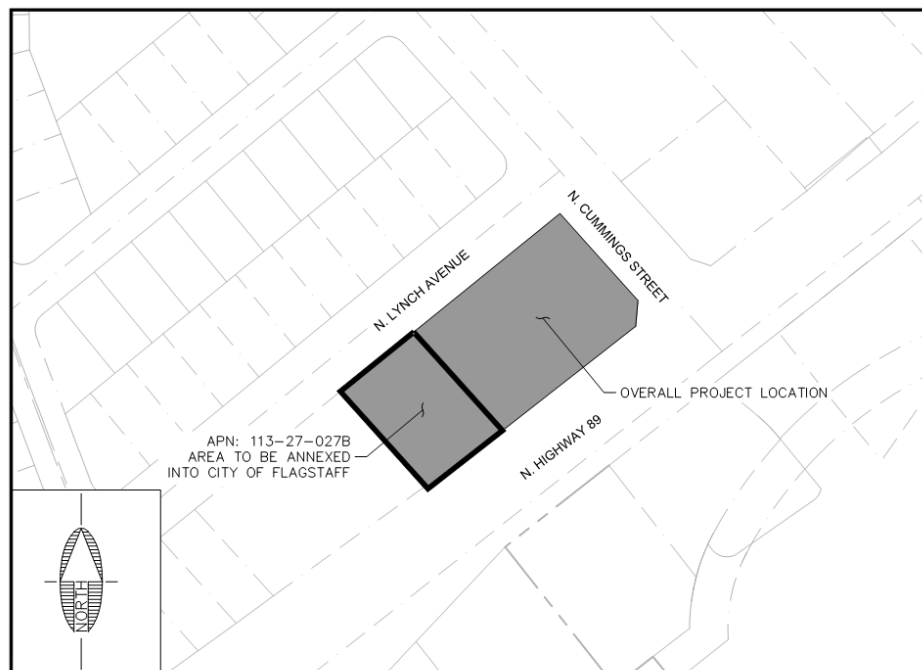 N. CUMMINGS STREET
N. LYNCH AVENUE
OVERALL PROJECT LOCATION
N. HIGHWAY 89
APN: 113-27-027B
AREA TO BE ANNEXED
INTO CITY OF FLAGSTAFF
NORTH